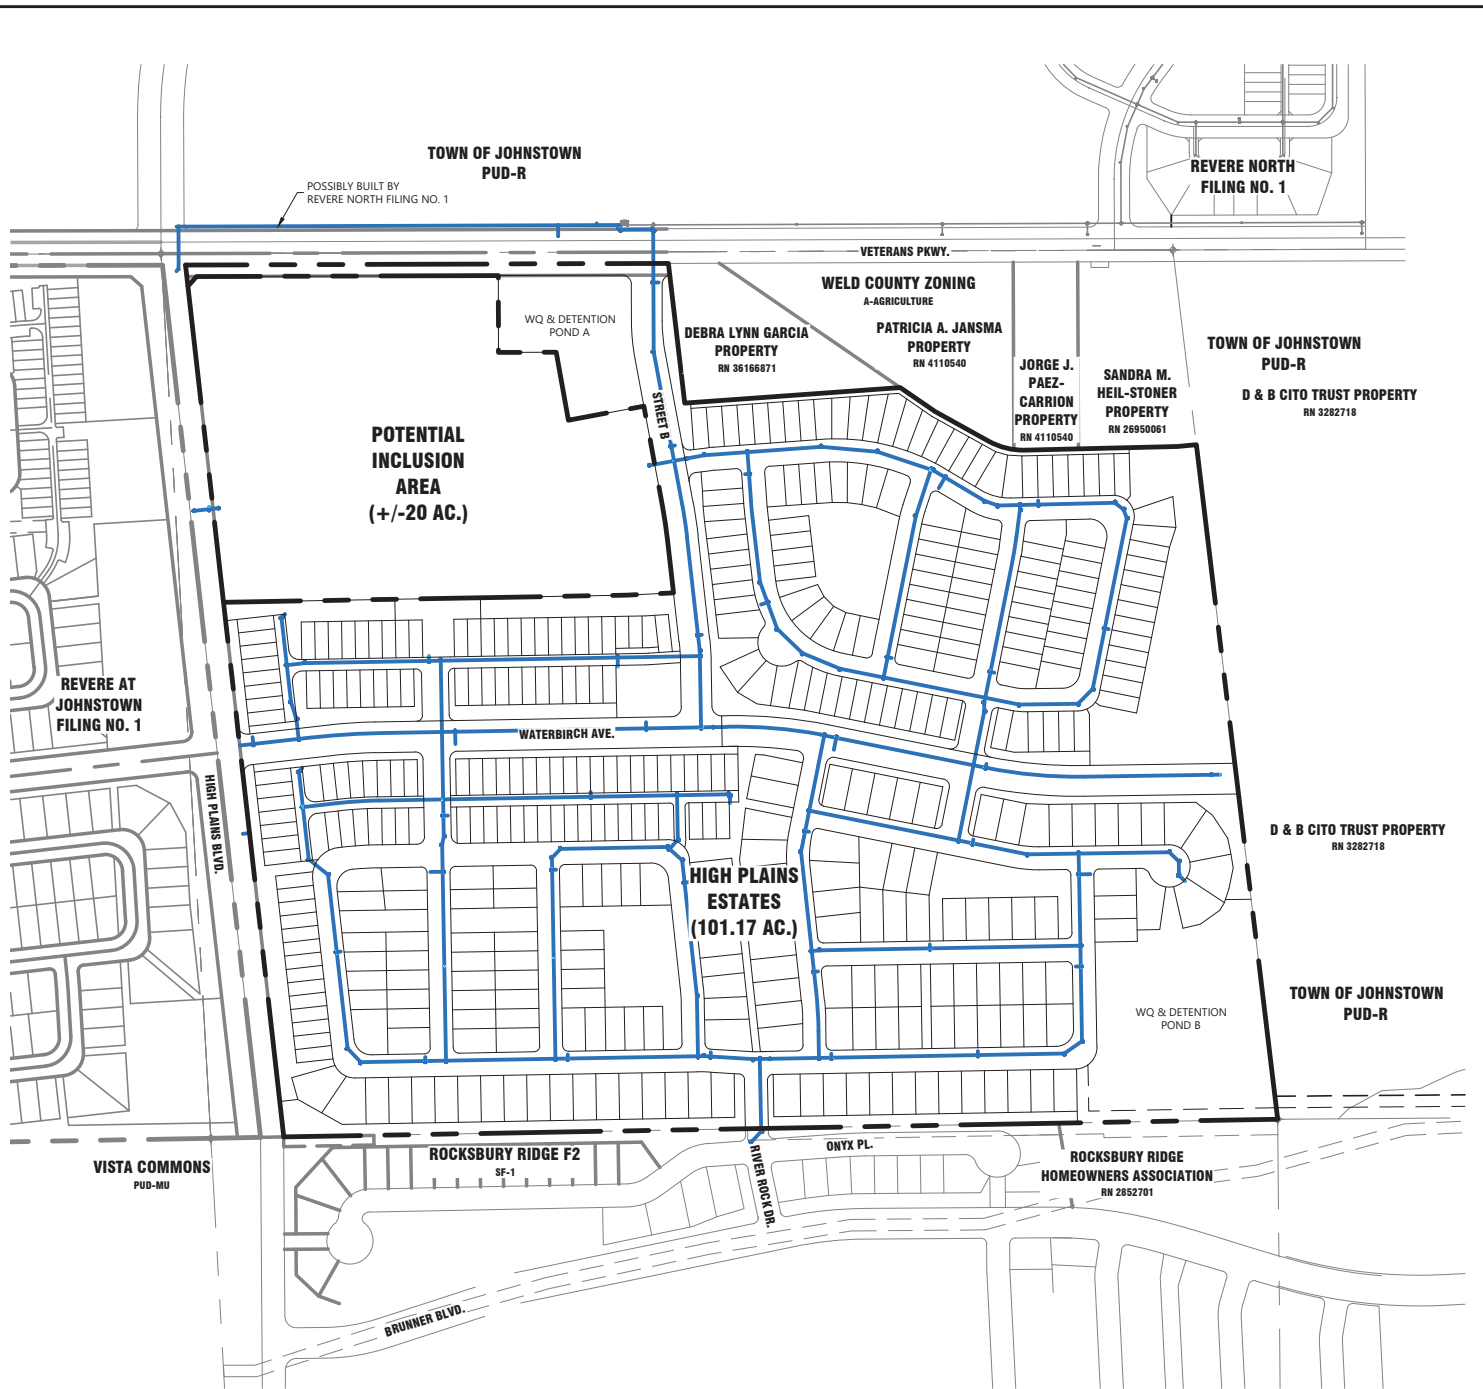 TOWN OF JOHNSTOWN
PUD-R
POSSIBLY BUILT BY
REVERE NORTH FILING NO. 1
REVERE NORTH
FILING NO. 1
VETERANS PKWY.
WELD COUNTY ZONING
A-AGRICULTURE
WQ & DETENTION
POND A
DEBRA LYNN GARCIA
PROPERTY
RN 36166871
PATRICIA A. JANSMA
PROPERTY
RN 4110540
JORGE J.
PAEZ-
CARRION
PROPERTY
RN 4110540
SANDRA M.
HEIL-STONER
PROPERTY
RN 26950061
TOWN OF JOHNSTOWN
PUD-R
D & B CITO TRUST PROPERTY
RN 3282718
STREET B
POTENTIAL
INCLUSION
AREA
(+/-20 AC.)
REVERE AT
JOHNSTOWN
FILING NO. 1
WATERBIRCH AVE.
HIGH PLAINS BLVD.
D & B CITO TRUST PROPERTY
RN 3282718
HIGH PLAINS
ESTATES
(101.17 AC.)
WQ & DETENTION
POND B
TOWN OF JOHNSTOWN
PUD-R
VISTA COMMONS
PUD-MU
ROCKSBURY RIDGE F2
SF-1
RIVER ROCK DR.
ONYX PL.
ROCKSBURY RIDGE
HOMEOWNERS ASSOCIATION
RN 2852701
BRUNNER BLVD.